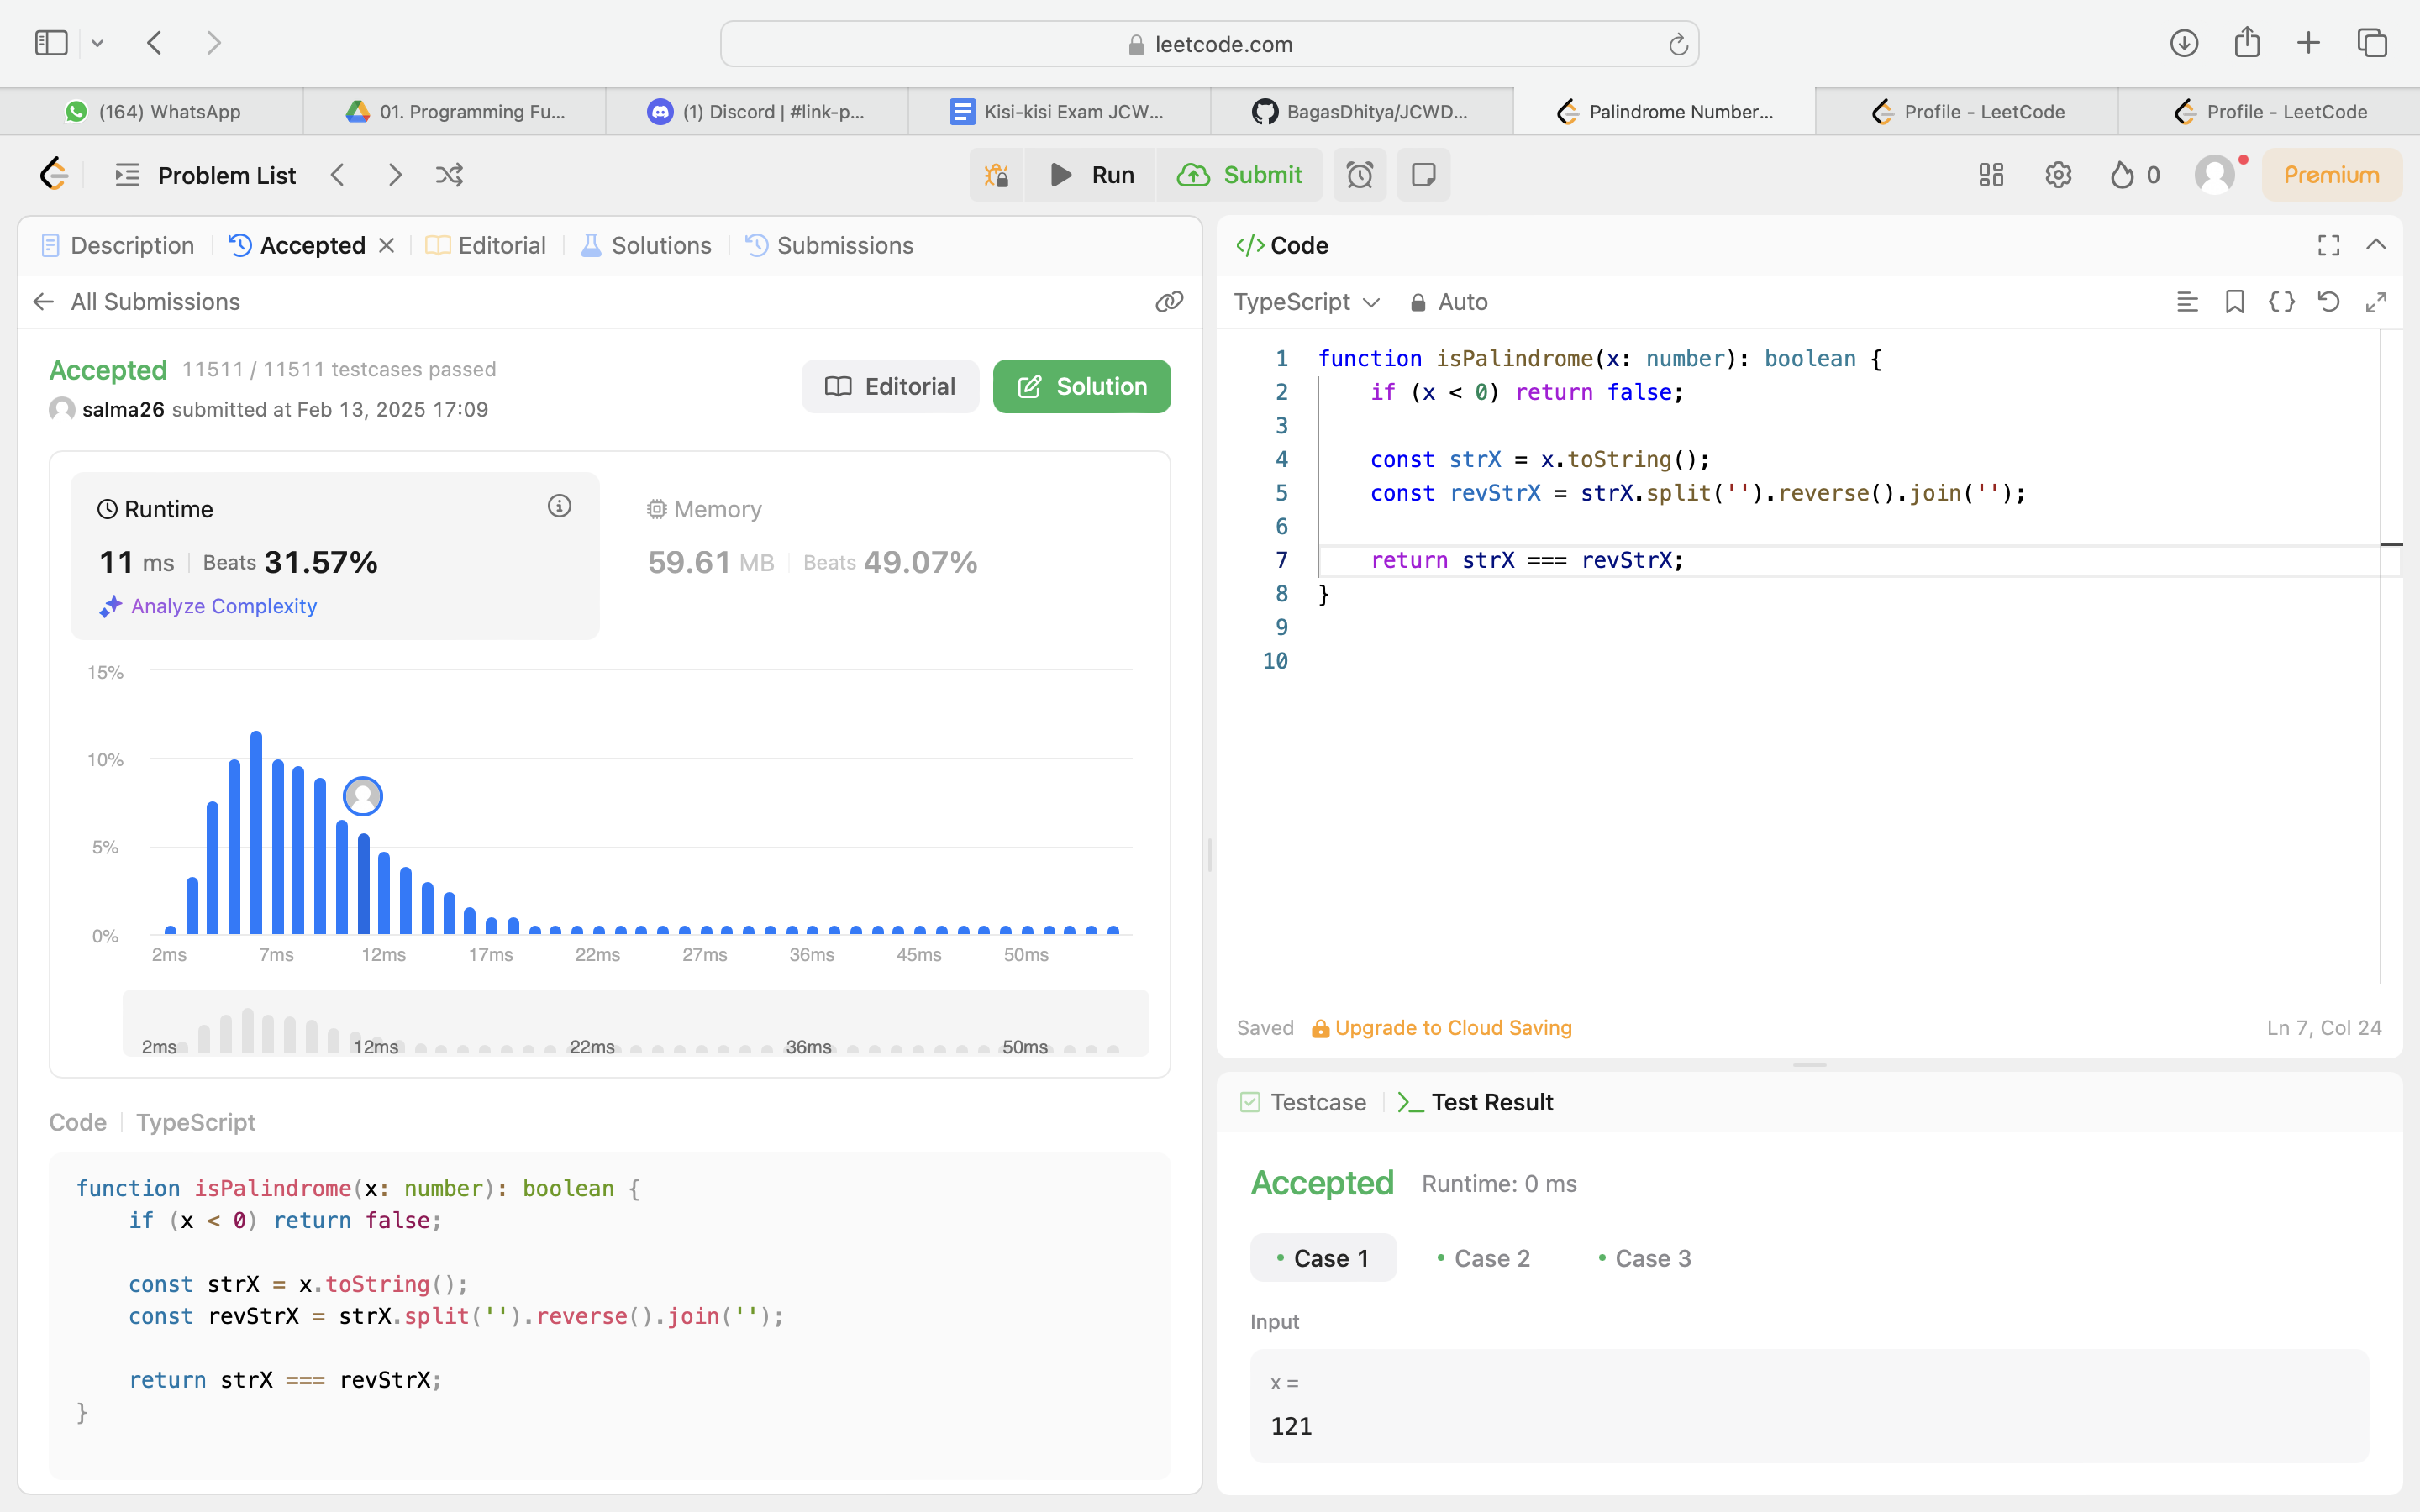 leetcode.com
(164) WhatsApp
01. Programming Fu...
(1) Discord | #link-p...
Kisi-kisi Exam JCW...
BagasDhitya/JCWD...
Palindrome Number...
Profile - LeetCode
Profile - LeetCode
Problem List
Run
Submit
0
Premium
Description
Accepted
Editorial
Solutions
Submissions
All Submissions
Accepted 11511 / 11511 testcases passed
salma26 submitted at Feb 13, 2025 17:09
Editorial
Solution
Runtime
11 ms Beats 31.57%
Analyze Complexity
Memory
59.61 MB Beats 49.07%
15%
10%
5%
0%
2ms 7ms 12ms 17ms 22ms 27ms 36ms 45ms 50ms
2ms 12ms 22ms 36ms 50ms
Code TypeScript
function isPalindrome(x: number): boolean {
    if (x < 0) return false;
    const strX = x.toString();
    const revStrX = strX.split('').reverse().join('');
    return strX === revStrX;
}
</> Code
TypeScript Auto
1 function isPalindrome(x: number): boolean {
2     if (x < 0) return false;
3
4     const strX = x.toString();
5     const revStrX = strX.split('').reverse().join('');
6
7     return strX === revStrX;
8 }
9
10
Saved Upgrade to Cloud Saving
Ln 7, Col 24
Testcase
>_ Test Result
Accepted Runtime: 0 ms
• Case 1 • Case 2 • Case 3
Input
x =
121